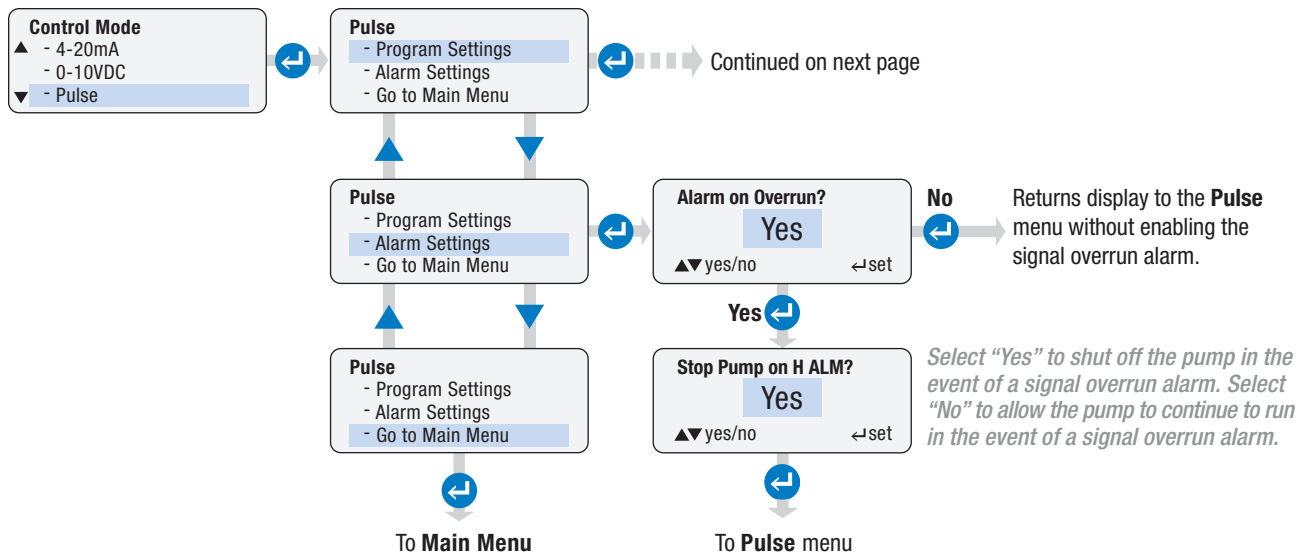 Control Mode
▲ - 4-20mA
- 0-10VDC
▼ - Pulse
Pulse
- Program Settings
- Alarm Settings
- Go to Main Menu
Continued on next page
Pulse
- Program Settings
- Alarm Settings
- Go to Main Menu
Alarm on Overrun?
Yes
▲▼ yes/no ↵ set
No
Returns display to the Pulse
menu without enabling the
signal overrun alarm.
Yes
Pulse
- Program Settings
- Alarm Settings
- Go to Main Menu
Stop Pump on H ALM?
Yes
▲▼ yes/no ↵ set
Select “Yes” to shut off the pump in the
event of a signal overrun alarm. Select
“No” to allow the pump to continue to run
in the event of a signal overrun alarm.
To Main Menu
To Pulse menu